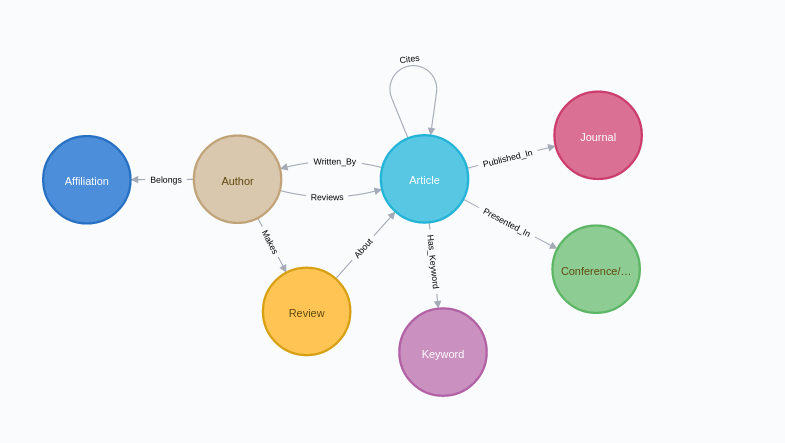 Cites
Journal
Published_In
Written_By
Article
Affiliation
Belongs
Author
Reviews
Presented_In
Makes
About
Has_Keyword
Conference/...
Review
Keyword